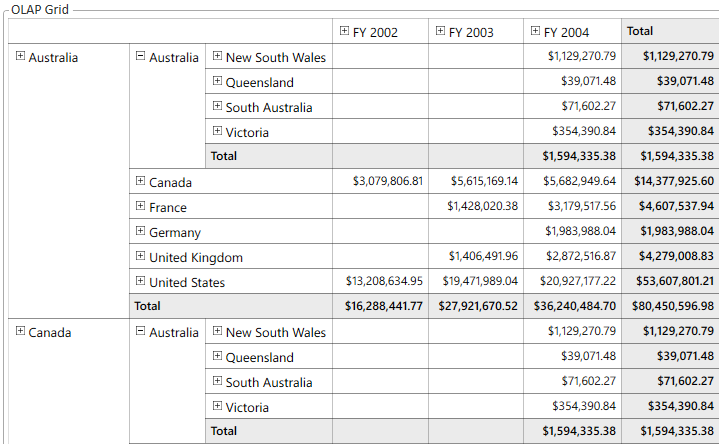 OLAP Grid
FY 2002 FY 2003 FY 2004 Total
Australia Australia New South Wales $1,129,270.79 $1,129,270.79
Queensland $39,071.48 $39,071.48
South Australia $71,602.27 $71,602.27
Victoria $354,390.84 $354,390.84
Total $1,594,335.38 $1,594,335.38
Canada $3,079,806.81 $5,615,169.14 $5,682,949.64 $14,377,925.60
France $1,428,020.38 $3,179,517.56 $4,607,537.94
Germany $1,983,988.04 $1,983,988.04
United Kingdom $1,406,491.96 $2,872,516.87 $4,279,008.83
United States $13,208,634.95 $19,471,989.04 $20,927,177.22 $53,607,801.21
Total $16,288,441.77 $27,921,670.52 $36,240,484.70 $80,450,596.98
Canada Australia New South Wales $1,129,270.79 $1,129,270.79
Queensland $39,071.48 $39,071.48
South Australia $71,602.27 $71,602.27
Victoria $354,390.84 $354,390.84
Total $1,594,335.38 $1,594,335.38